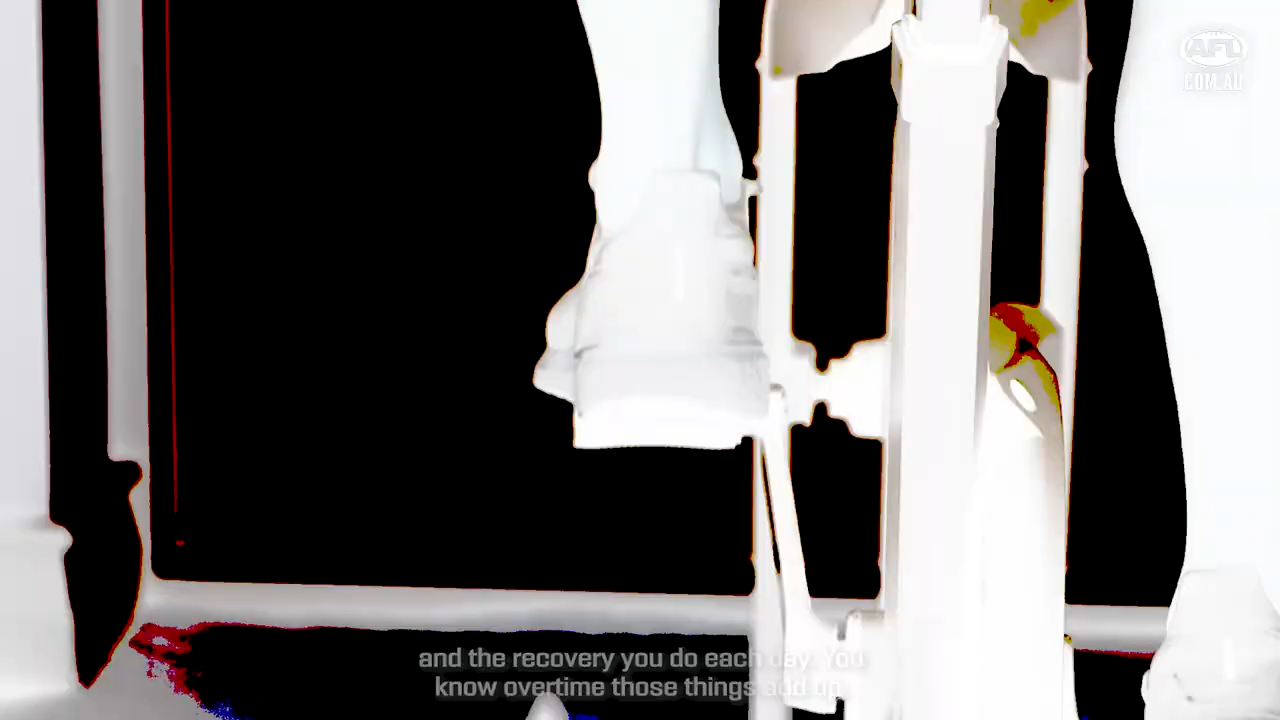 AFL
COM.AU
and the recovery you do each day. You
know overtime those things add up.